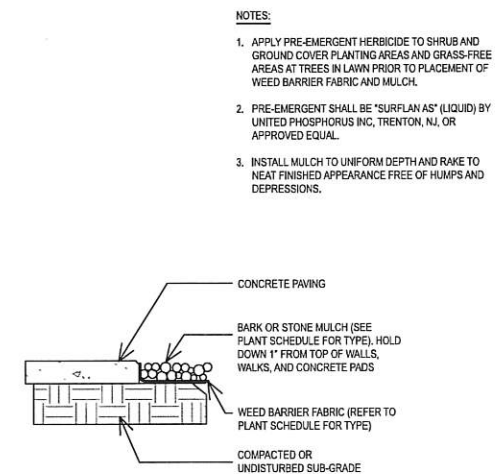 NOTES:
1. APPLY PRE-EMERGENT HERBICIDE TO SHRUB AND
GROUND COVER PLANTING AREAS AND GRASS-FREE
AREAS AT TREES IN LAWN PRIOR TO PLACEMENT OF
WEED BARRIER FABRIC AND MULCH.
2. PRE-EMERGENT SHALL BE "SURFLAN AS" (LIQUID) BY
UNITED PHOSPHORUS INC, TRENTON, NJ, OR
APPROVED EQUAL.
3. INSTALL MULCH TO UNIFORM DEPTH AND RAKE TO
NEAT FINISHED APPEARANCE FREE OF HUMPS AND
DEPRESSIONS.
CONCRETE PAVING
BARK OR STONE MULCH (SEE
PLANT SCHEDULE FOR TYPE). HOLD
DOWN 1" FROM TOP OF WALLS,
WALKS, AND CONCRETE PADS
WEED BARRIER FABRIC (REFER TO
PLANT SCHEDULE FOR TYPE)
COMPACTED OR
UNDISTURBED SUB-GRADE